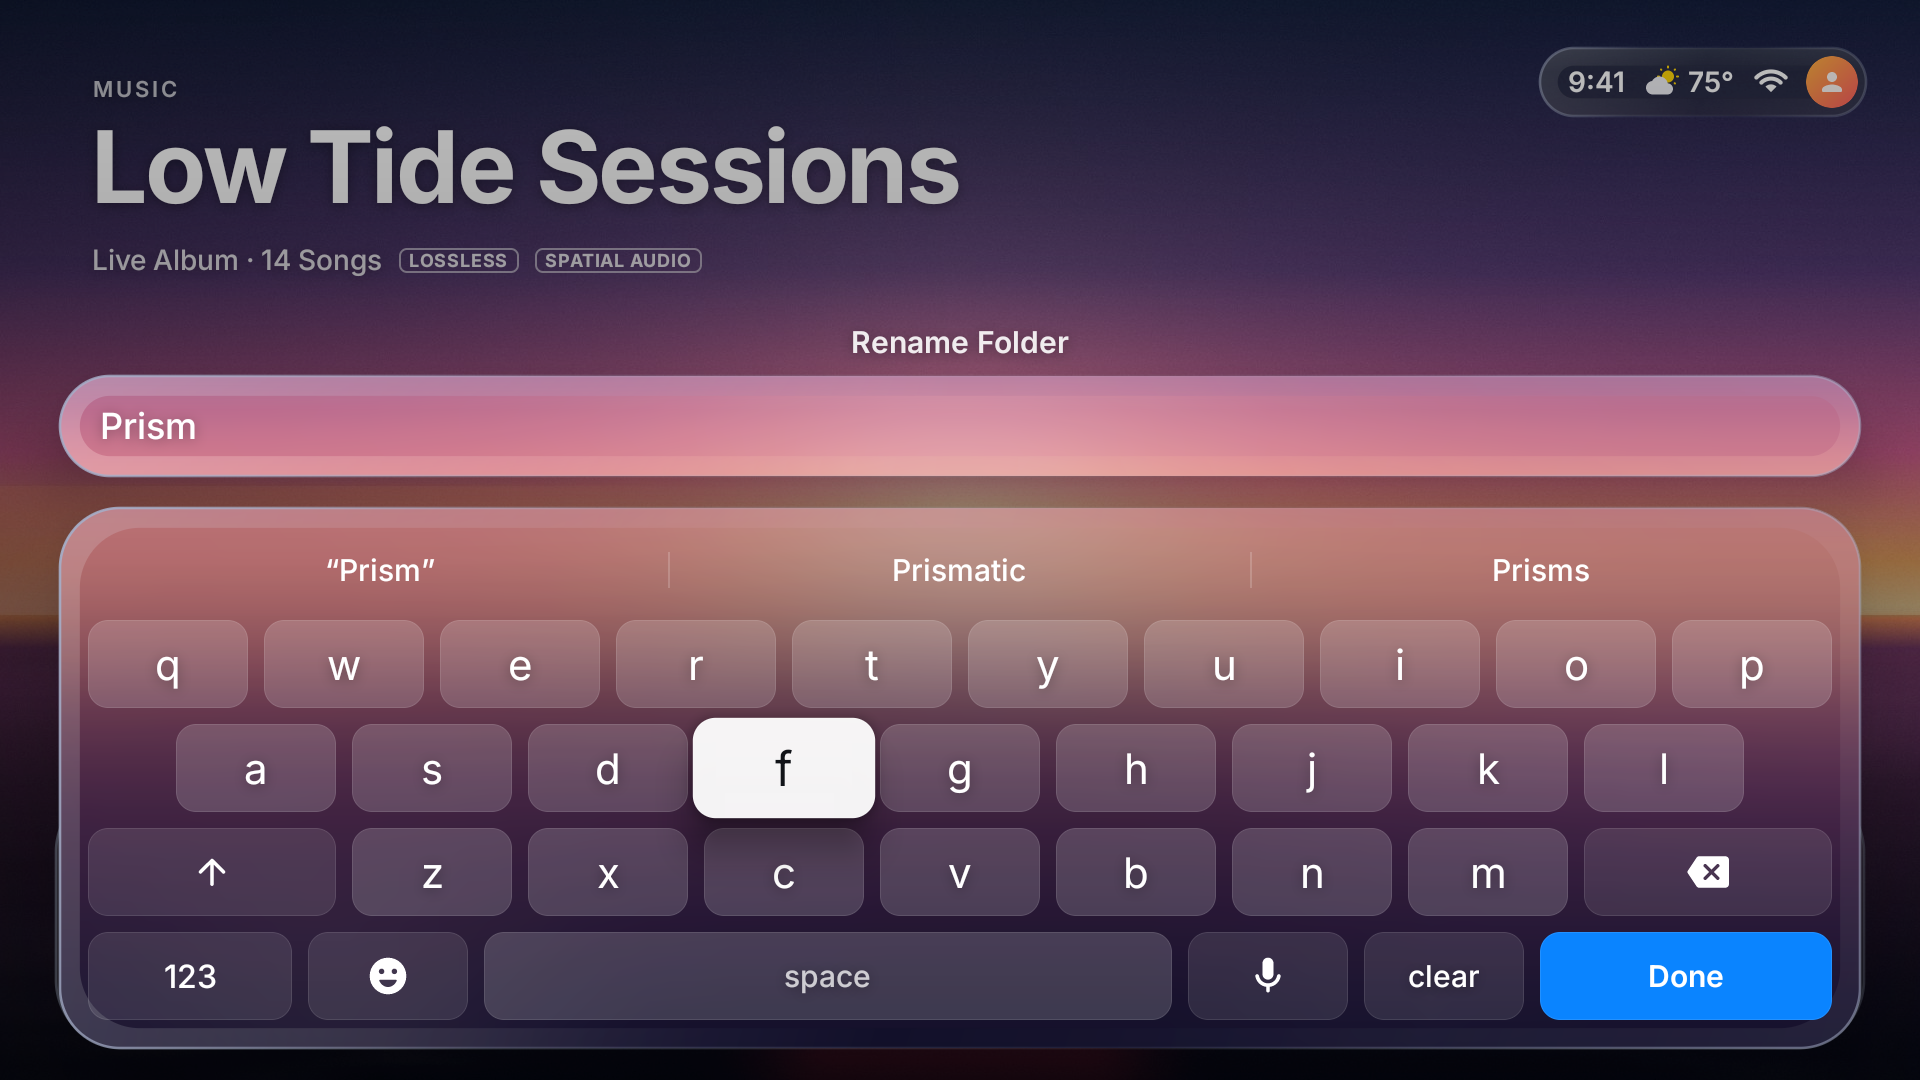 MUSIC
9:41 75°
Low Tide Sessions
Live Album · 14 Songs LOSSLESS SPATIAL AUDIO
Rename Folder
Prism
“Prism” Prismatic Prisms
q w e r t y u i o p
a s d f g h j k l
z x c v b n m
123 space clear Done